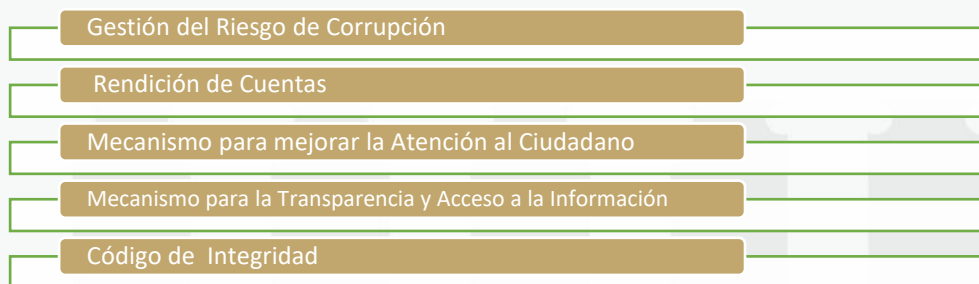 Gestión del Riesgo de Corrupción
Rendición de Cuentas
Mecanismo para mejorar la Atención al Ciudadano
Mecanismo para la Transparencia y Acceso a la Información
Código de  Integridad